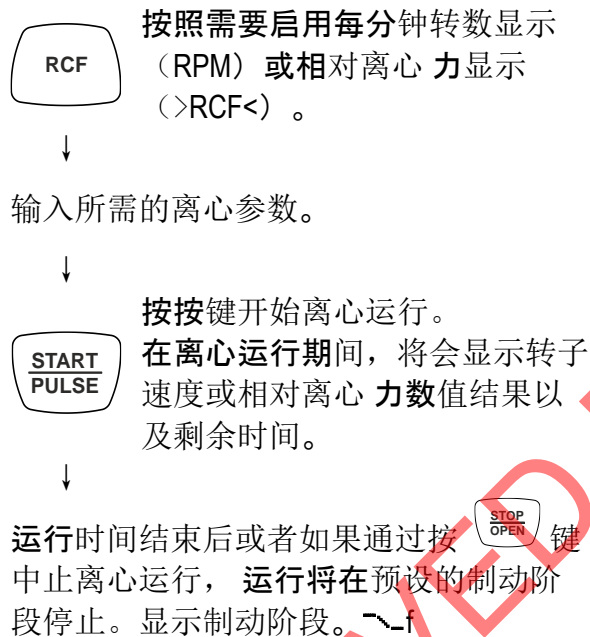 按照需要启用每分钟转数显示
RCF
（RPM）或相对离心 力显示
（>RCF<）。
↓
输入所需的离心参数。
↓
按按键开始离心运行。
START
PULSE
在离心运行期间，将会显示转子
速度或相对离心 力数值结果以
及剩余时间。
↓
运行时间结束后或者如果通过按 STOP OPEN 键
中止离心运行， 运行将在预设的制动阶
段停止。显示制动阶段。